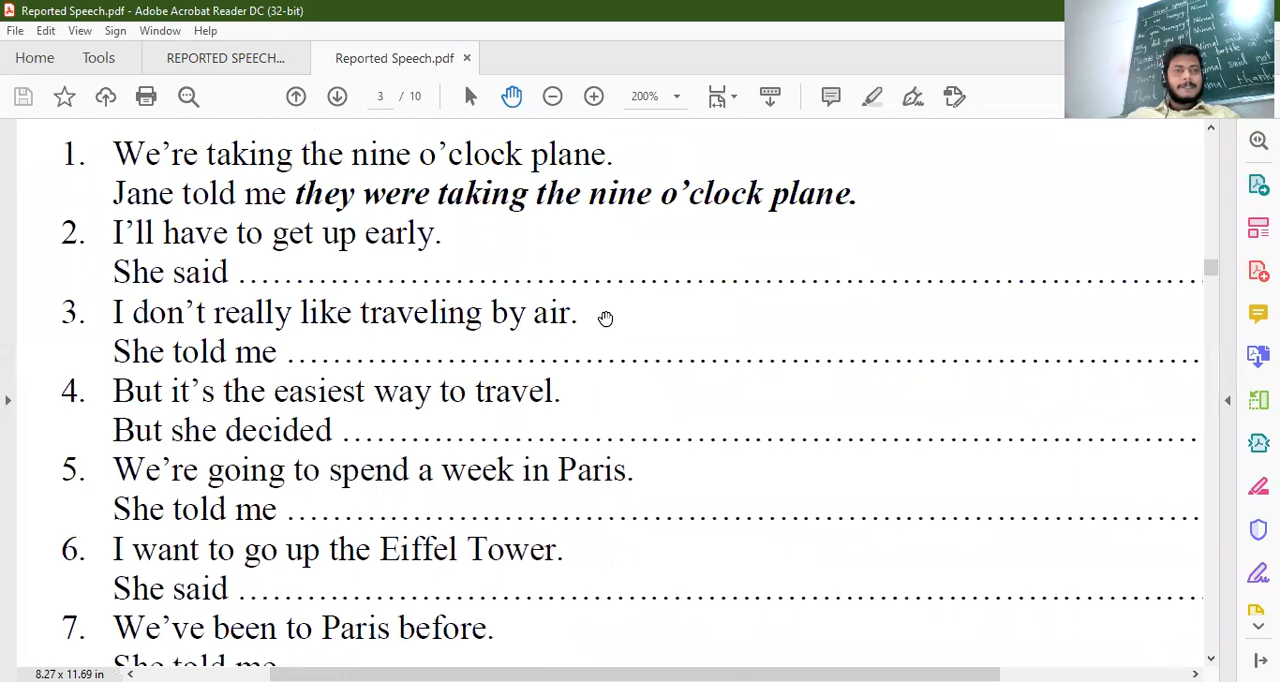 Reported Speech.pdf - Adobe Acrobat Reader DC (32-bit)
File Edit View Sign Window Help
Home Tools REPORTED SPEECH... Reported Speech.pdf ×
3 / 10 200%
1. We’re taking the nine o’clock plane.
Jane told me they were taking the nine o’clock plane.
2. I’ll have to get up early.
She said ........................................................................
3. I don’t really like traveling by air.
She told me ....................................................................
4. But it’s the easiest way to travel.
But she decided ................................................................
5. We’re going to spend a week in Paris.
She told me ....................................................................
6. I want to go up the Eiffel Tower.
She said ........................................................................
7. We’ve been to Paris before.
She told me
8.27 x 11.69 in